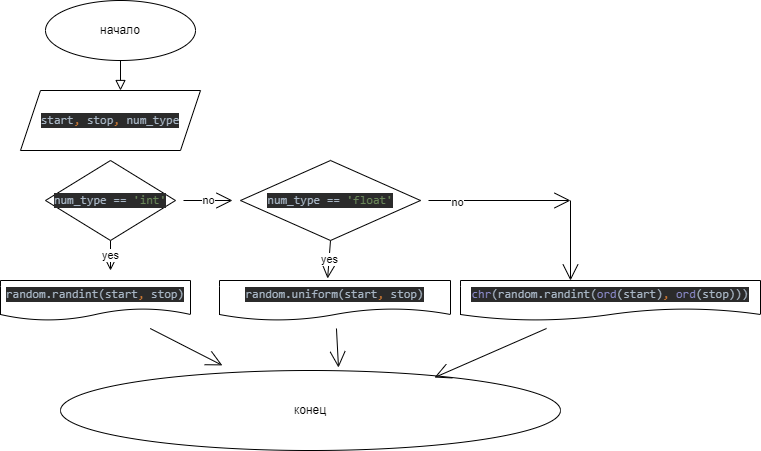 начало
start, stop, num_type
num_type == 'int'
no
num_type == 'float'
no
yes
yes
random.randint(start, stop)
random.uniform(start, stop)
chr(random.randint(ord(start), ord(stop)))
конец